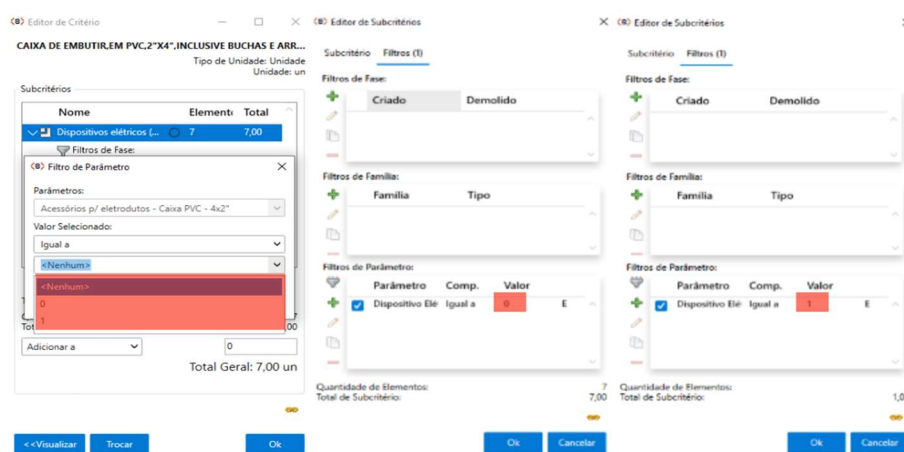 Editor de Critério
CAIXA DE EMBUTIR,EM PVC,2"X4",INCLUSIVE BUCHAS E ARR...
Tipo de Unidade: Unidade
Unidade: un
Subcritérios
Nome Element Total
Dispositivos elétricos (... 7 7,00
Filtros de Fase:
Filtro de Parâmetro
Parâmetros:
Acessórios p/ eletrodutos - Caixa PVC - 4x2"
Valor Selecionado:
Igual a
<Nenhum>
<Nenhum>
0
1
Tot
,00
Adicionar a 0
Total Geral: 7,00 un
<<Visualizar Trocar Ok
Editor de Subcritérios
Subcritério Filtros (1)
Filtros de Fase:
Criado Demolido
Filtros de Família:
Família Tipo
Filtros de Parâmetro:
Parâmetro Comp. Valor
Dispositivo Elé Igual a 0 E
Quantidade de Elementos: 7
Total de Subcritério: 7,00
Ok Cancelar
Editor de Subcritérios
Subcritério Filtros (1)
Filtros de Fase:
Criado Demolido
Filtros de Família:
Família Tipo
Filtros de Parâmetro:
Parâmetro Comp. Valor
Dispositivo Elé Igual a 1 E
Quantidade de Elementos:
Total de Subcritério: 1,0
Ok Cancelar